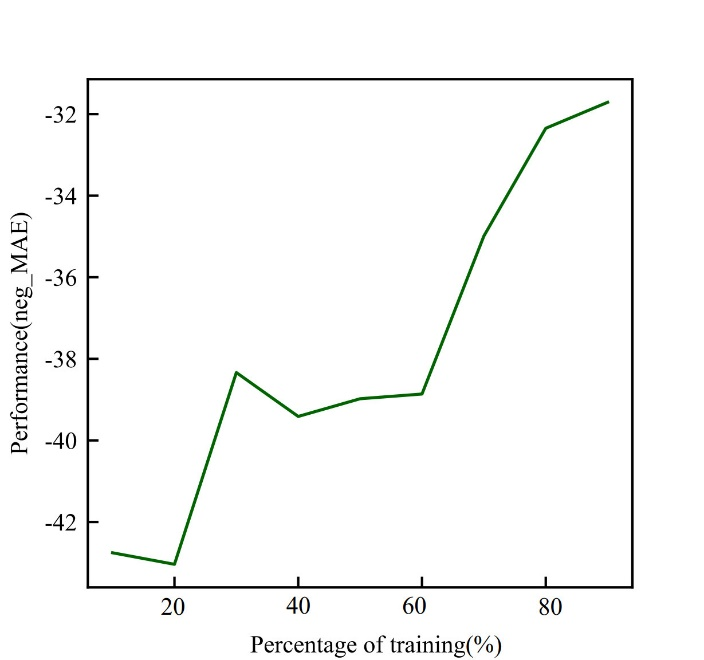 -32
-34
-36
-38
-40
-42
Performance(neg_MAE)
20 40 60 80
Percentage of training(%)